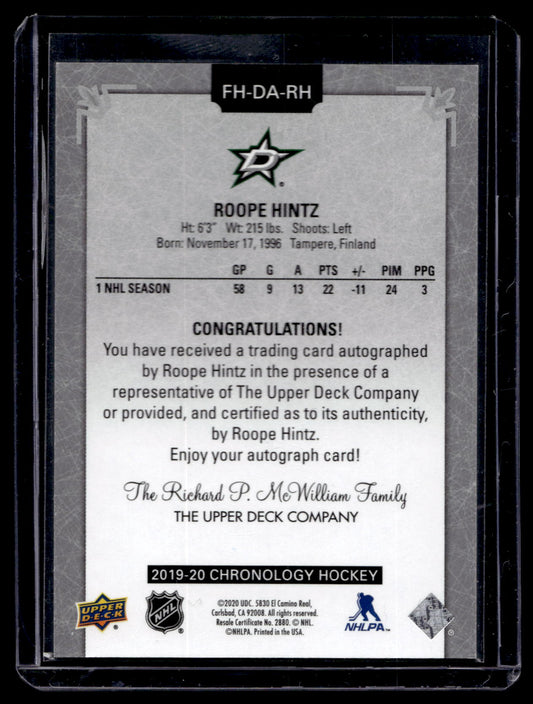 FH-DA-RH
D
ROOPE HINTZ
Ht: 6'3" Wt: 215 lbs. Shoots: Left
Born: November 17, 1996 Tampere, Finland
GP G A PTS +/- PIM PPG
1 NHL SEASON 58 9 13 22 -11 24 3
CONGRATULATIONS!
You have received a trading card autographed
by Roope Hintz in the presence of a
representative of The Upper Deck Company
or provided, and certified as to its authenticity,
by Roope Hintz.
Enjoy your autograph card!
The Richard P. McWilliam Family
THE UPPER DECK COMPANY
2019-20 CHRONOLOGY HOCKEY
UPPER
D·E·C·K
NHL
©2020 UDC. 5830 El Camino Real,
Carlsbad, CA 92008. All rights reserved.
Resale Certificate No. 2880. © NHL.
©NHLPA. Printed in the USA.
NHLPA